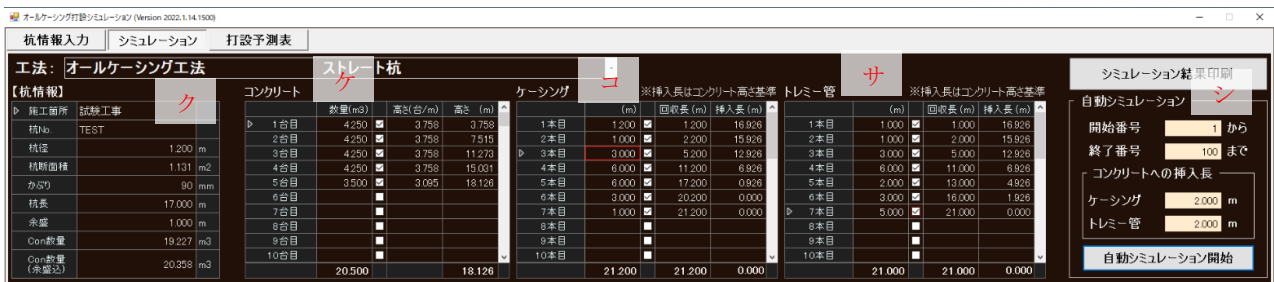 オールケーシング打設シミュレーション (Version 2022.1.14.1500)
杭情報入力 シミュレーション 打設予測表
工法: オールケーシング工法 ストレート杭
シミュレーション結果印刷
ク ケ コ サ シ
【杭情報】
施工箇所 試験工事
杭No. TEST
杭径 1.200 m
杭断面積 1.131 m2
かぶり 90 mm
杭長 17.000 m
余盛 1.000 m
Con数量 19.227 m3
Con数量(余盛込) 20.358 m3
コンクリート
数量(m3) 高さ(台/m) 高さ (m)
1台目 4.250 3.758 3.758
2台目 4.250 3.758 7.515
3台目 4.250 3.758 11.273
4台目 4.250 3.758 15.031
5台目 3.500 3.095 18.126
6台目
7台目
8台目
9台目
10台目
20.500 18.126
ケーシング ※挿入長はコンクリート高さ基準
(m) 回収長(m) 挿入長(m)
1本目 1.200 1.200 16.926
2本目 1.000 2.200 15.926
3本目 3.000 5.200 12.926
4本目 6.000 11.200 6.926
5本目 6.000 17.200 0.926
6本目 3.000 20.200 0.000
7本目 1.000 21.200 0.000
8本目
9本目
10本目
21.200 21.200 0.000
トレミー管 ※挿入長はコンクリート高さ基準
(m) 回収長(m) 挿入長(m)
1本目 1.000 1.000 16.926
2本目 1.000 2.000 15.926
3本目 3.000 5.000 12.926
4本目 6.000 11.000 6.926
5本目 2.000 13.000 4.926
6本目 3.000 16.000 1.926
7本目 5.000 21.000 0.000
8本目
9本目
10本目
21.000 21.000 0.000
自動シミュレーション
開始番号 1 から
終了番号 100 まで
コンクリートへの挿入長
ケーシング 2.000 m
トレミー管 2.000 m
自動シミュレーション開始